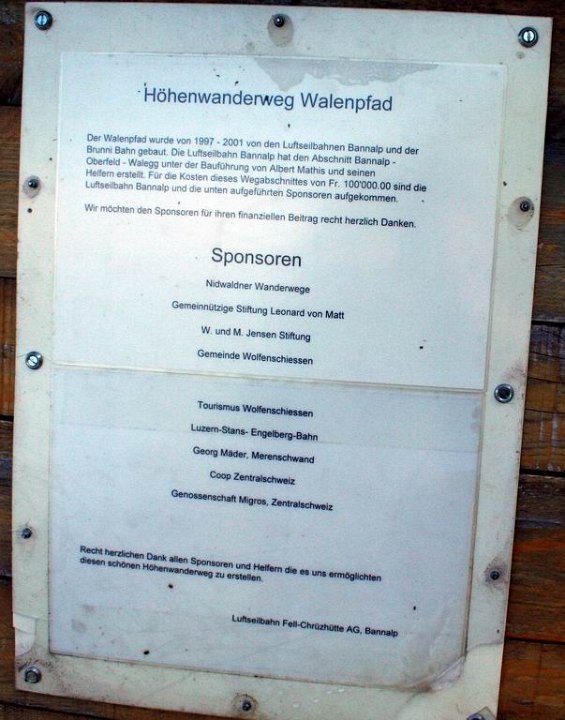 Höhenwanderweg Walenpfad
Der Walenpfad wurde von 1997 - 2001 von den Luftseilbahnen Bannalp und der
Brunni Bahn gebaut. Die Luftseilbahn Bannalp hat den Abschnitt Bannalp -
Oberfeld - Walegg unter der Bauführung von Albert Mathis und seinen
Helfern erstellt. Für die Kosten dieses Wegabschnittes von Fr. 100'000.00 sind die
Luftseilbahn Bannalp und die unten aufgeführten Sponsoren aufgekommen.
Wir möchten den Sponsoren für ihren finanziellen Beitrag recht herzlich Danken.
Sponsoren
Nidwaldner Wanderwege
Gemeinnützige Stiftung Leonard von Matt
W. und M. Jensen Stiftung
Gemeinde Wolfenschiessen
Tourismus Wolfenschiessen
Luzern-Stans- Engelberg-Bahn
Georg Mäder, Merenschwand
Coop Zentralschweiz
Genossenschaft Migros, Zentralschweiz
Recht herzlichen Dank allen Sponsoren und Helfern die es uns ermöglichten
diesen schönen Höhenwanderweg zu erstellen.
Luftseilbahn Fell-Chrüzhütte AG, Bannalp